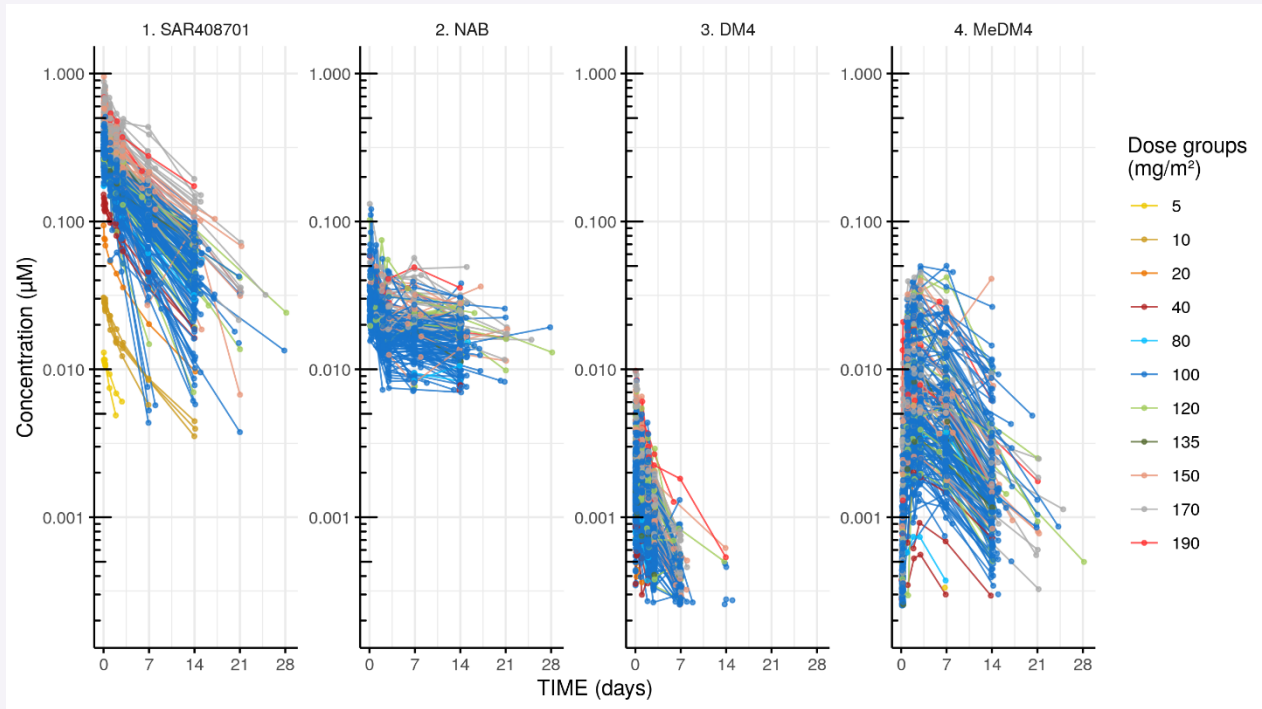 1. SAR408701
2. NAB
3. DM4
4. MeDM4
1.000
0.100
0.010
0.001
1.000
0.100
0.010
0.001
1.000
0.100
0.010
0.001
1.000
0.100
0.010
0.001
Concentration (µM)
0 7 14 21 28
0 7 14 21 28
0 7 14 21 28
0 7 14 21 28
TIME (days)
Dose groups
(mg/m²)
5
10
20
40
80
100
120
135
150
170
190